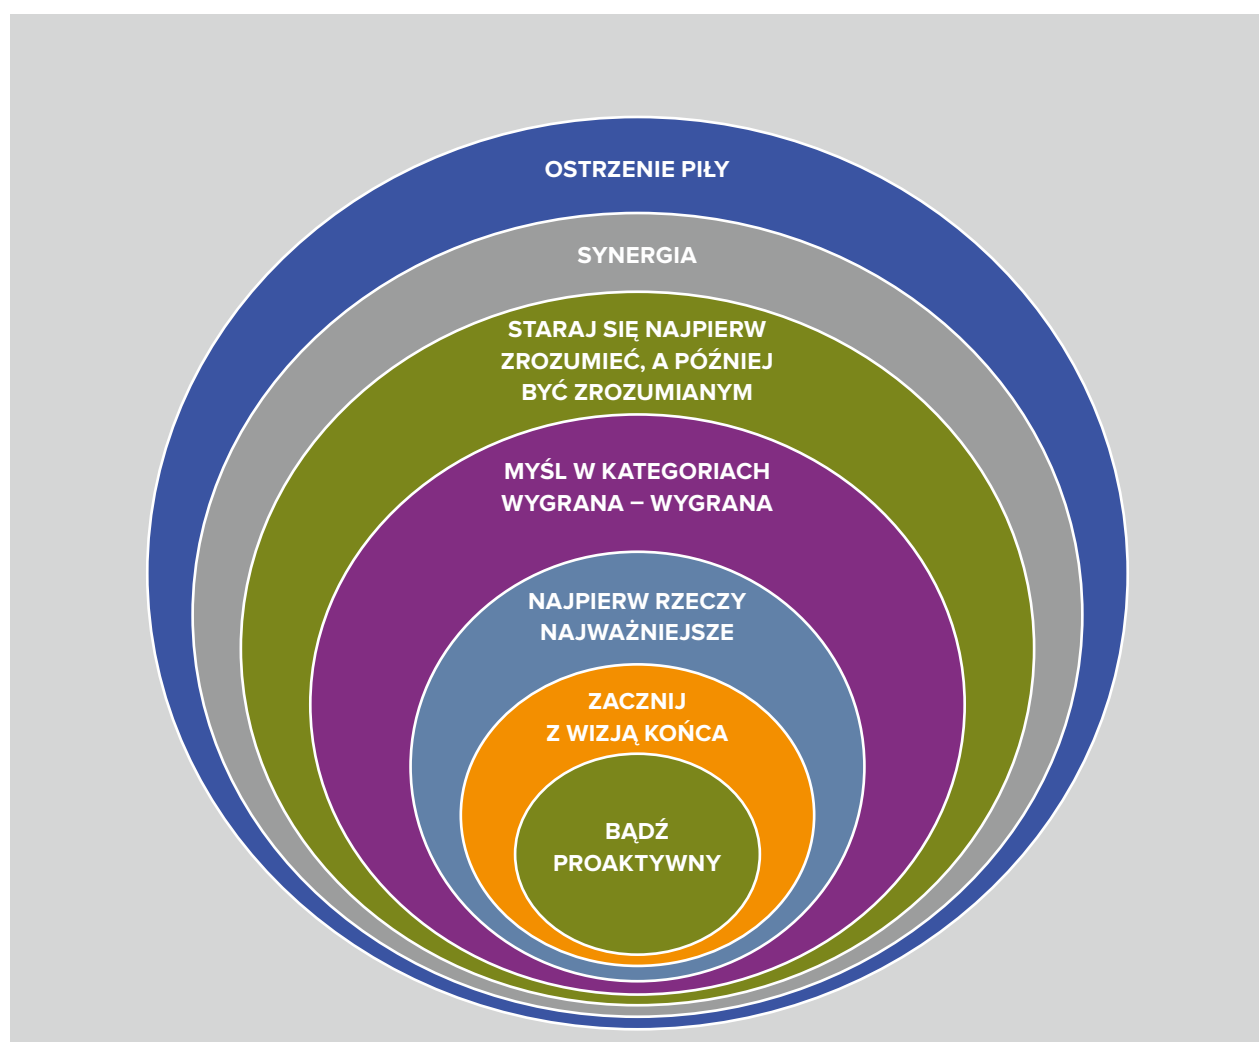 OSTRZENIE PIŁY
SYNERGIA
STARAJ SIĘ NAJPIERW
ZROZUMIEĆ, A PÓŹNIEJ
BYĆ ZROZUMIANYM
MYŚL W KATEGORIACH
WYGRANA – WYGRANA
NAJPIERW RZECZY
NAJWAŻNIEJSZE
ZACZNIJ
Z WIZJĄ KOŃCA
BĄDŹ
PROAKTYWNY